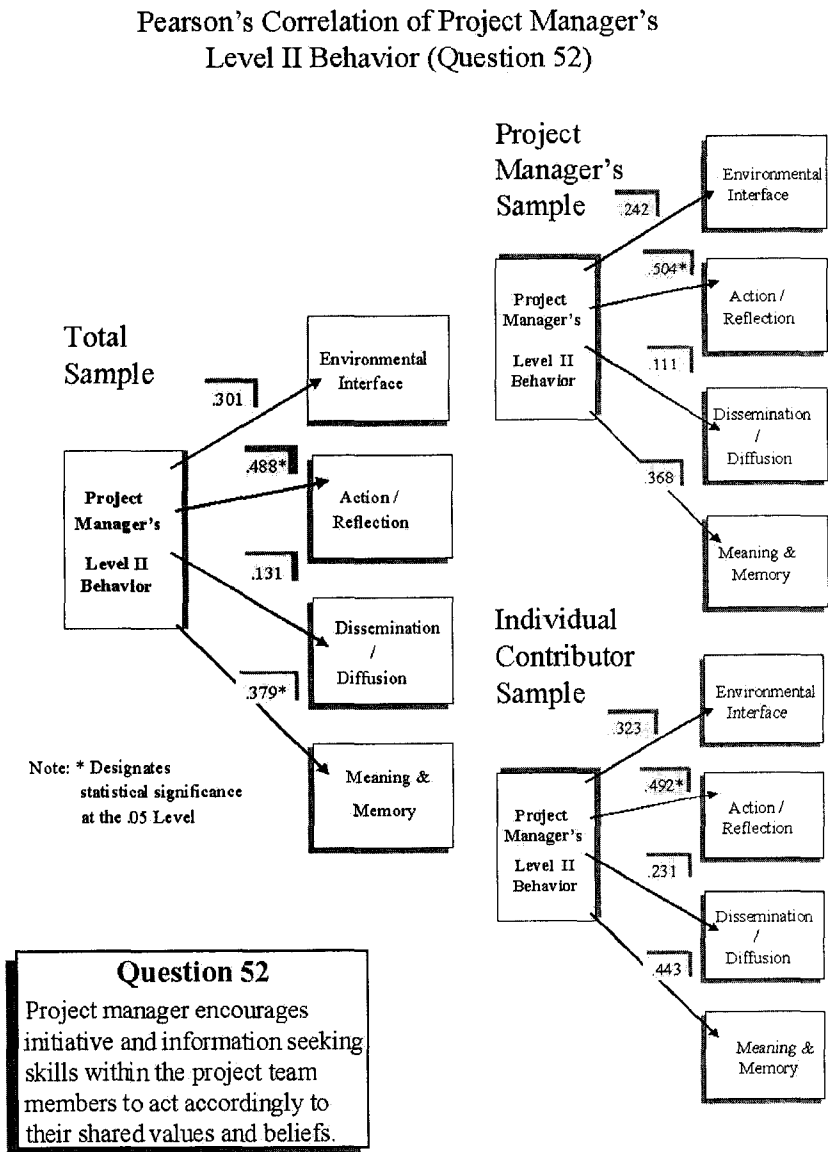 Pearson's Correlation of Project Manager's
Level II Behavior (Question 52)
Total
Sample
.301
.488*
.131
.379*
Project
Manager's
Level II
Behavior
Environmental
Interface
Action /
Reflection
Dissemination
/
Diffusion
Meaning &
Memory
Note: * Designates
statistical significance
at the .05 Level
Project
Manager's
Sample
.242
.504*
.111
.368
Project
Manager's
Level II
Behavior
Environmental
Interface
Action /
Reflection
Dissemination
/
Diffusion
Meaning &
Memory
Individual
Contributor
Sample
.323
.492*
.231
.443
Project
Manager's
Level II
Behavior
Environmental
Interface
Action /
Reflection
Dissemination
/
Diffusion
Meaning &
Memory
Question 52
Project manager encourages
initiative and information seeking
skills within the project team
members to act accordingly to
their shared values and beliefs.